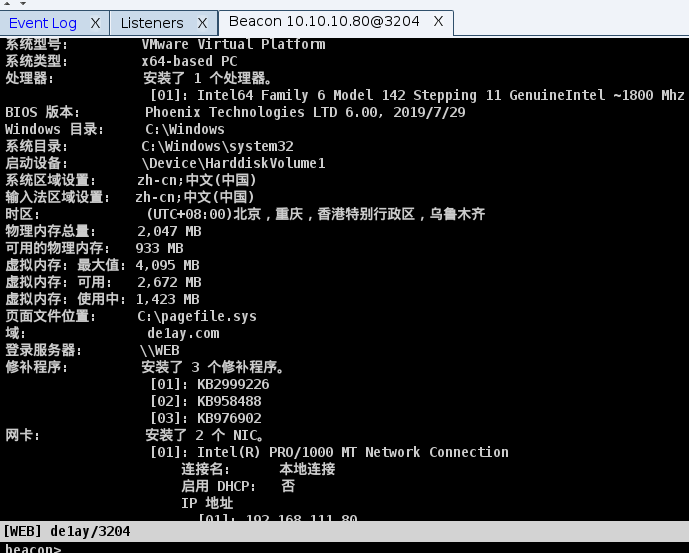 Event Log X Listeners X Beacon 10.10.10.80@3204 X
系统型号: VMware Virtual Platform
系统类型: x64-based PC
处理器: 安装了 1 个处理器。
[01]: Intel64 Family 6 Model 142 Stepping 11 GenuineIntel ~1800 Mhz
BIOS 版本: Phoenix Technologies LTD 6.00, 2019/7/29
Windows 目录: C:\Windows
系统目录: C:\Windows\system32
启动设备: \Device\HarddiskVolume1
系统区域设置: zh-cn;中文(中国)
输入法区域设置: zh-cn;中文(中国)
时区: (UTC+08:00)北京，重庆，香港特别行政区，乌鲁木齐
物理内存总量: 2,047 MB
可用的物理内存: 933 MB
虚拟内存: 最大值: 4,095 MB
虚拟内存: 可用: 2,672 MB
虚拟内存: 使用中: 1,423 MB
页面文件位置: C:\pagefile.sys
域: de1ay.com
登录服务器: \\WEB
修补程序: 安装了 3 个修补程序。
[01]: KB2999226
[02]: KB958488
[03]: KB976902
网卡: 安装了 2 个 NIC。
[01]: Intel(R) PRO/1000 MT Network Connection
连接名: 本地连接
启用 DHCP: 否
IP 地址
[01]: 192.168.111.80
[WEB] de1ay/3204
beacon>